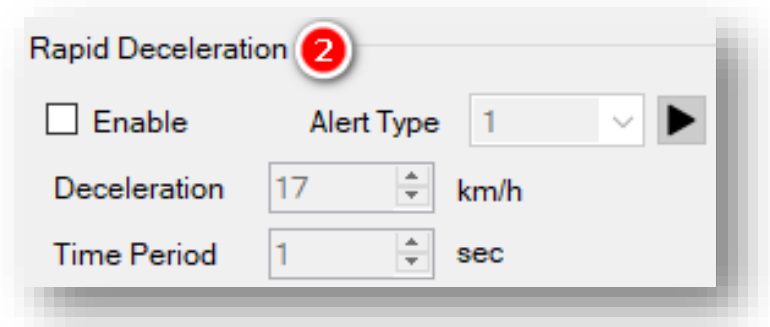 Rapid Deceleration 2
Enable Alert Type 1
Deceleration 17 km/h
Time Period 1 sec